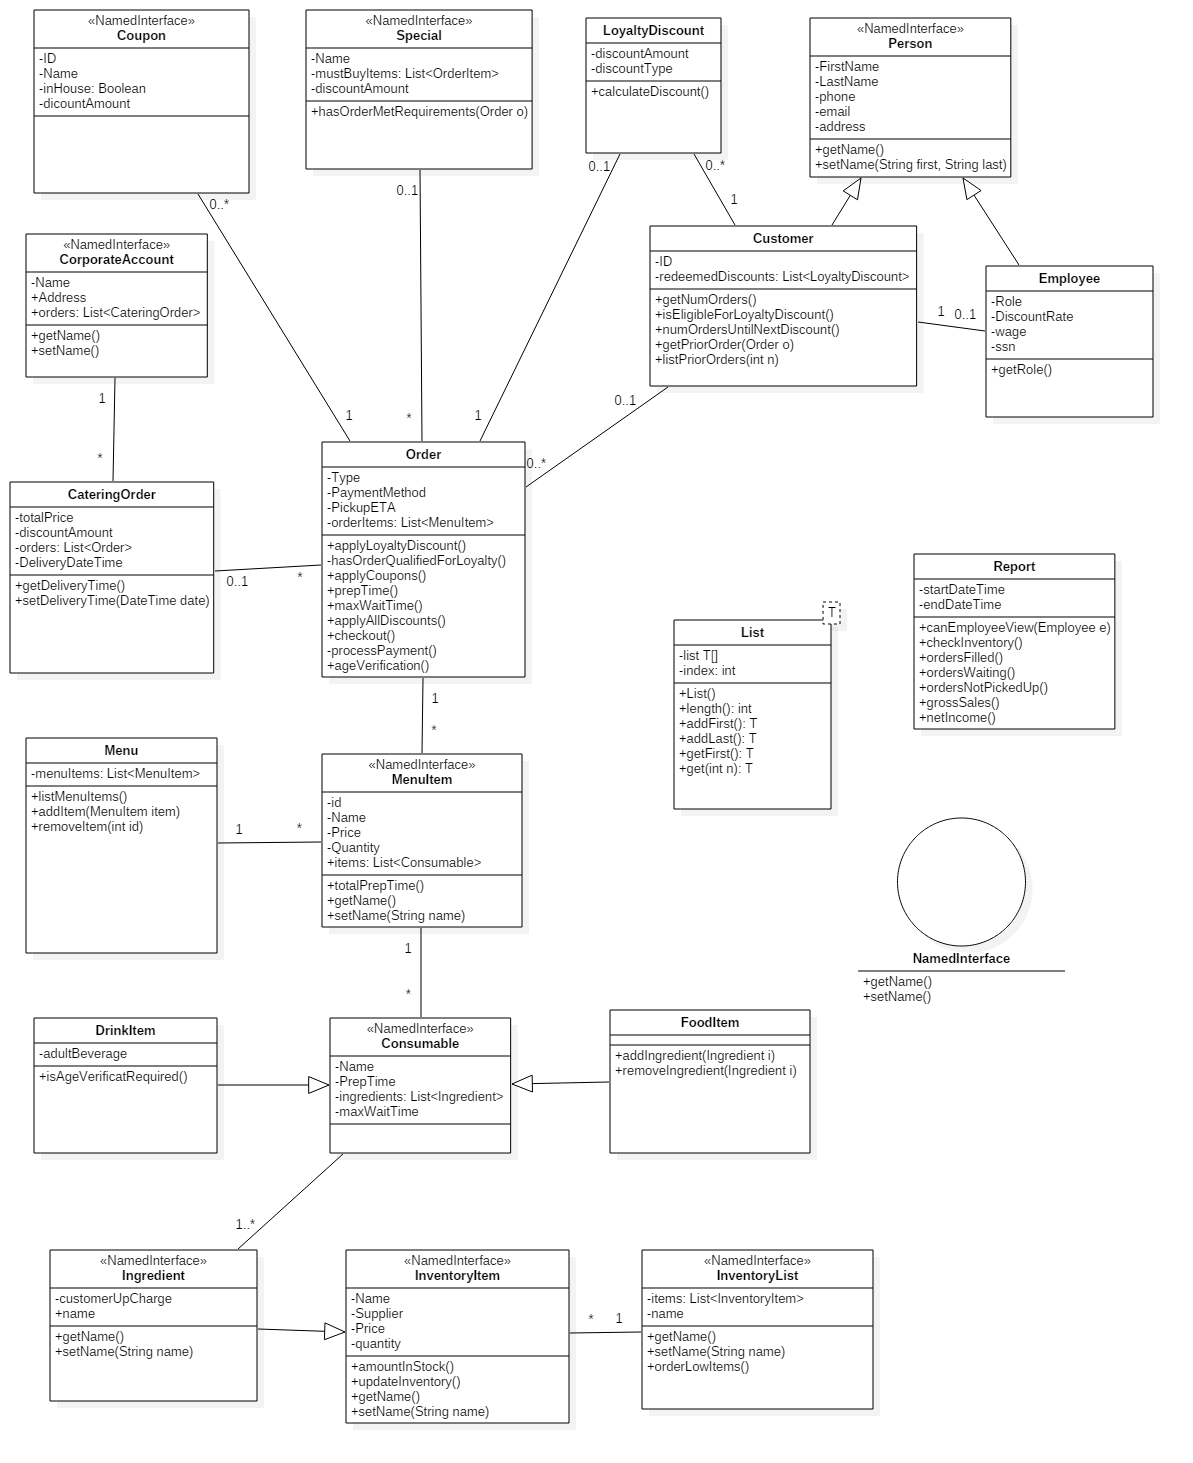 «NamedInterface»
Coupon
-ID
-Name
-inHouse: Boolean
-dicountAmount
«NamedInterface»
Special
-Name
-mustBuyItems: List<OrderItem>
-discountAmount
+hasOrderMetRequirements(Order o)
LoyaltyDiscount
-discountAmount
-discountType
+calculateDiscount()
«NamedInterface»
Person
-FirstName
-LastName
-phone
-email
-address
+getName()
+setName(String first, String last)
0..*
0..1
0..1
0..*
1
«NamedInterface»
CorporateAccount
-Name
+Address
+orders: List<CateringOrder>
+getName()
+setName()
Customer
-ID
-redeemedDiscounts: List<LoyaltyDiscount>
+getNumOrders()
+isEligibleForLoyaltyDiscount()
+numOrdersUntilNextDiscount()
+getPriorOrder(Order o)
+listPriorOrders(int n)
1
0..1
Employee
-Role
-DiscountRate
-wage
-ssn
+getRole()
1
*
1
*
1
0..1
0..*
CateringOrder
-totalPrice
-discountAmount
-orders: List<Order>
-DeliveryDateTime
+getDeliveryTime()
+setDeliveryTime(DateTime date)
0..1
*
Order
-Type
-PaymentMethod
-PickupETA
-orderItems: List<MenuItem>
+applyLoyaltyDiscount()
-hasOrderQualifiedForLoyalty()
+applyCoupons()
+prepTime()
+maxWaitTime()
+applyAllDiscounts()
+checkout()
-processPayment()
+ageVerification()
T
List
-list T[]
-index: int
+List()
+length(): int
+addFirst(): T
+addLast(): T
+getFirst(): T
+get(int n): T
Report
-startDateTime
-endDateTime
+canEmployeeView(Employee e)
+checkInventory()
+ordersFilled()
+ordersWaiting()
+ordersNotPickedUp()
+grossSales()
+netIncome()
1
*
Menu
-menuItems: List<MenuItem>
+listMenuItems()
+addItem(MenuItem item)
+removeItem(int id)
1
*
«NamedInterface»
MenuItem
-id
-Name
-Price
-Quantity
+items: List<Consumable>
+totalPrepTime()
+getName()
+setName(String name)
NamedInterface
+getName()
+setName()
1
*
DrinkItem
-adultBeverage
+isAgeVerificatRequired()
«NamedInterface»
Consumable
-Name
-PrepTime
-ingredients: List<Ingredient>
-maxWaitTime
FoodItem
+addIngredient(Ingredient i)
+removeIngredient(Ingredient i)
1..*
«NamedInterface»
Ingredient
-customerUpCharge
+name
+getName()
+setName(String name)
«NamedInterface»
InventoryItem
-Name
-Supplier
-Price
-quantity
+amountInStock()
+updateInventory()
+getName()
+setName(String name)
*
1
«NamedInterface»
InventoryList
-items: List<InventoryItem>
-name
+getName()
+setName(String name)
+orderLowItems()